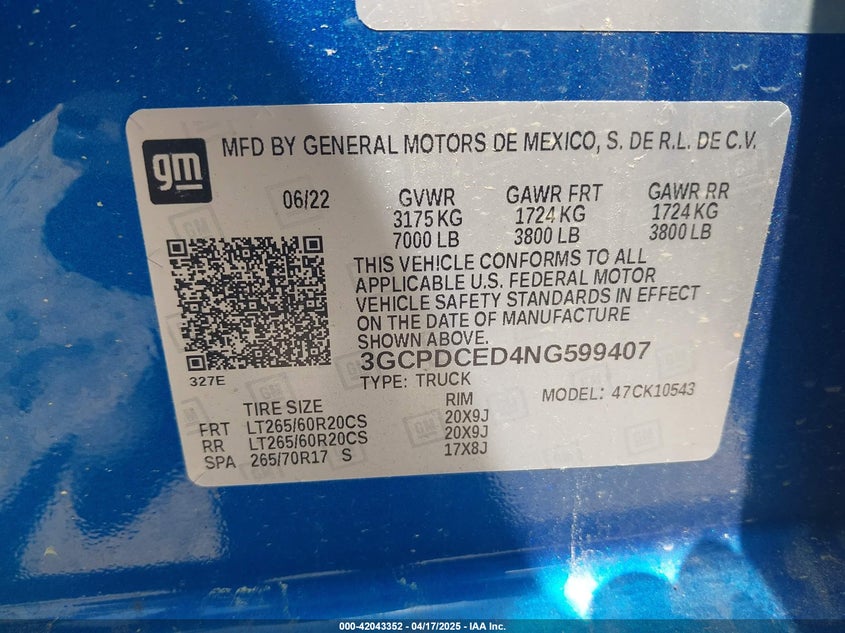 gm
MFD BY GENERAL MOTORS DE MEXICO, S. DE R.L. DE C.V.
06/22 GVWR GAWR FRT GAWR RR
3175 KG 1724 KG 1724 KG
7000 LB 3800 LB 3800 LB
THIS VEHICLE CONFORMS TO ALL
APPLICABLE U.S. FEDERAL MOTOR
VEHICLE SAFETY STANDARDS IN EFFECT
ON THE DATE OF MANUFACTURE
SHOWN ABOVE.
3GCPDCED4NG599407
327E
TYPE: TRUCK
MODEL: 47CK10543
TIRE SIZE RIM
FRT LT265/60R20CS 20X9J
RR LT265/60R20CS 20X9J
SPA 265/70R17 S 17X8J
000-42043352 - 04/17/2025 - IAA Inc.